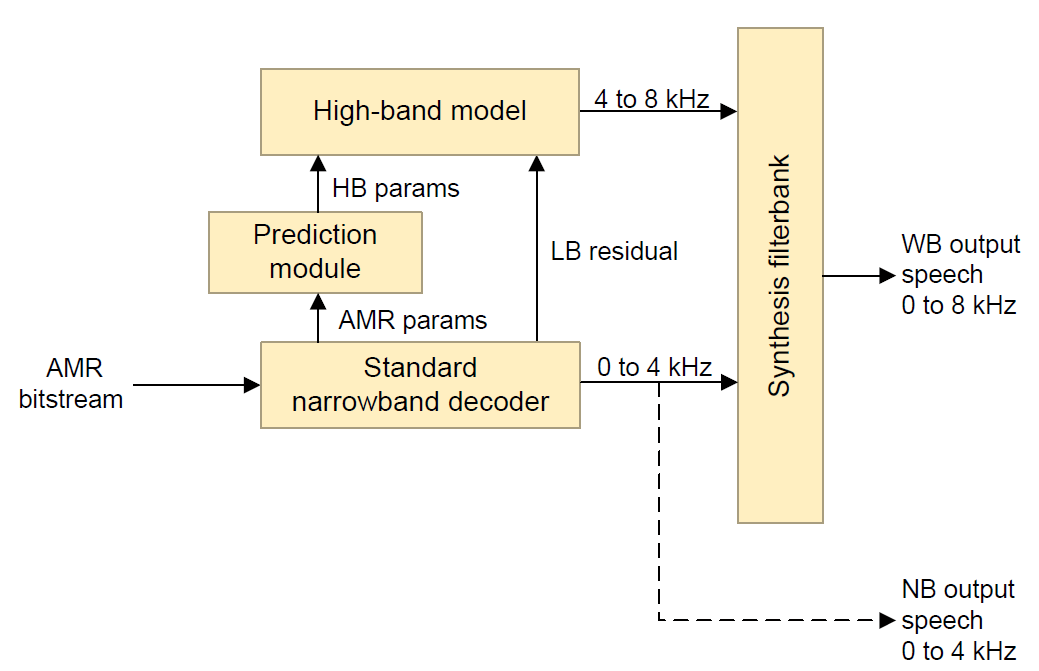 High-band model
4 to 8 kHz
HB params
Prediction
module
LB residual
AMR params
AMR
bitstream
Standard
narrowband decoder
0 to 4 kHz
Synthesis filterbank
WB output
speech
0 to 8 kHz
NB output
speech
0 to 4 kHz